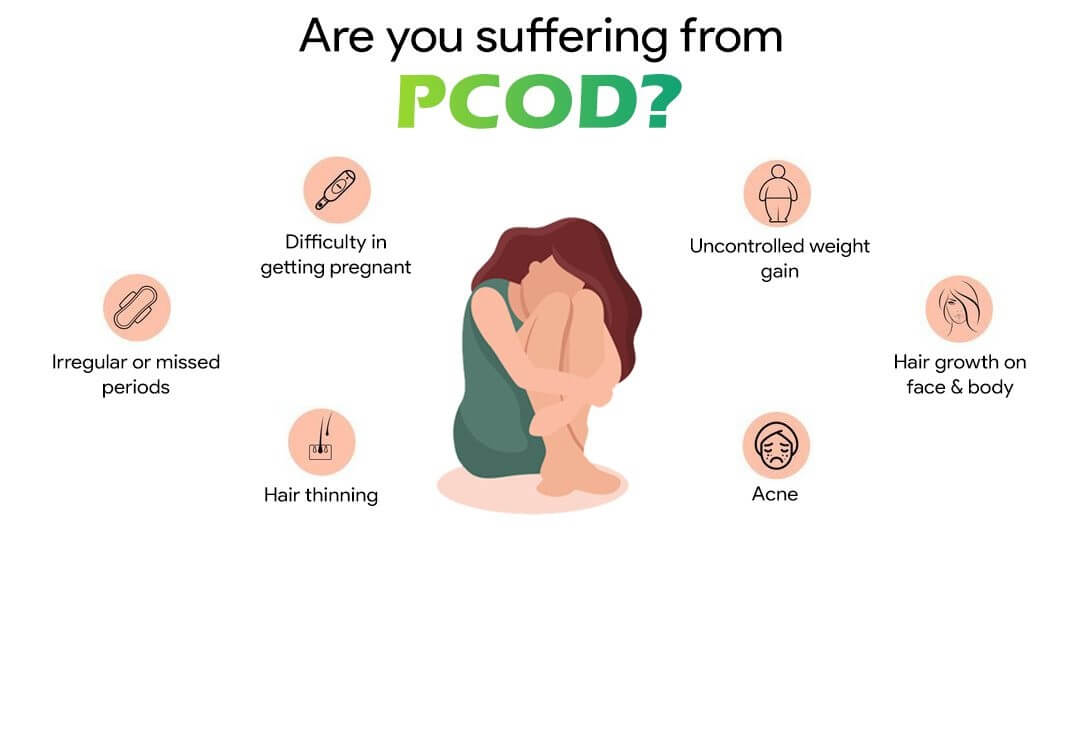 Are you suffering from
PCOD?
Difficulty in
getting pregnant
Uncontrolled weight
gain
Irregular or missed
periods
Hair growth on
face & body
Hair thinning
Acne